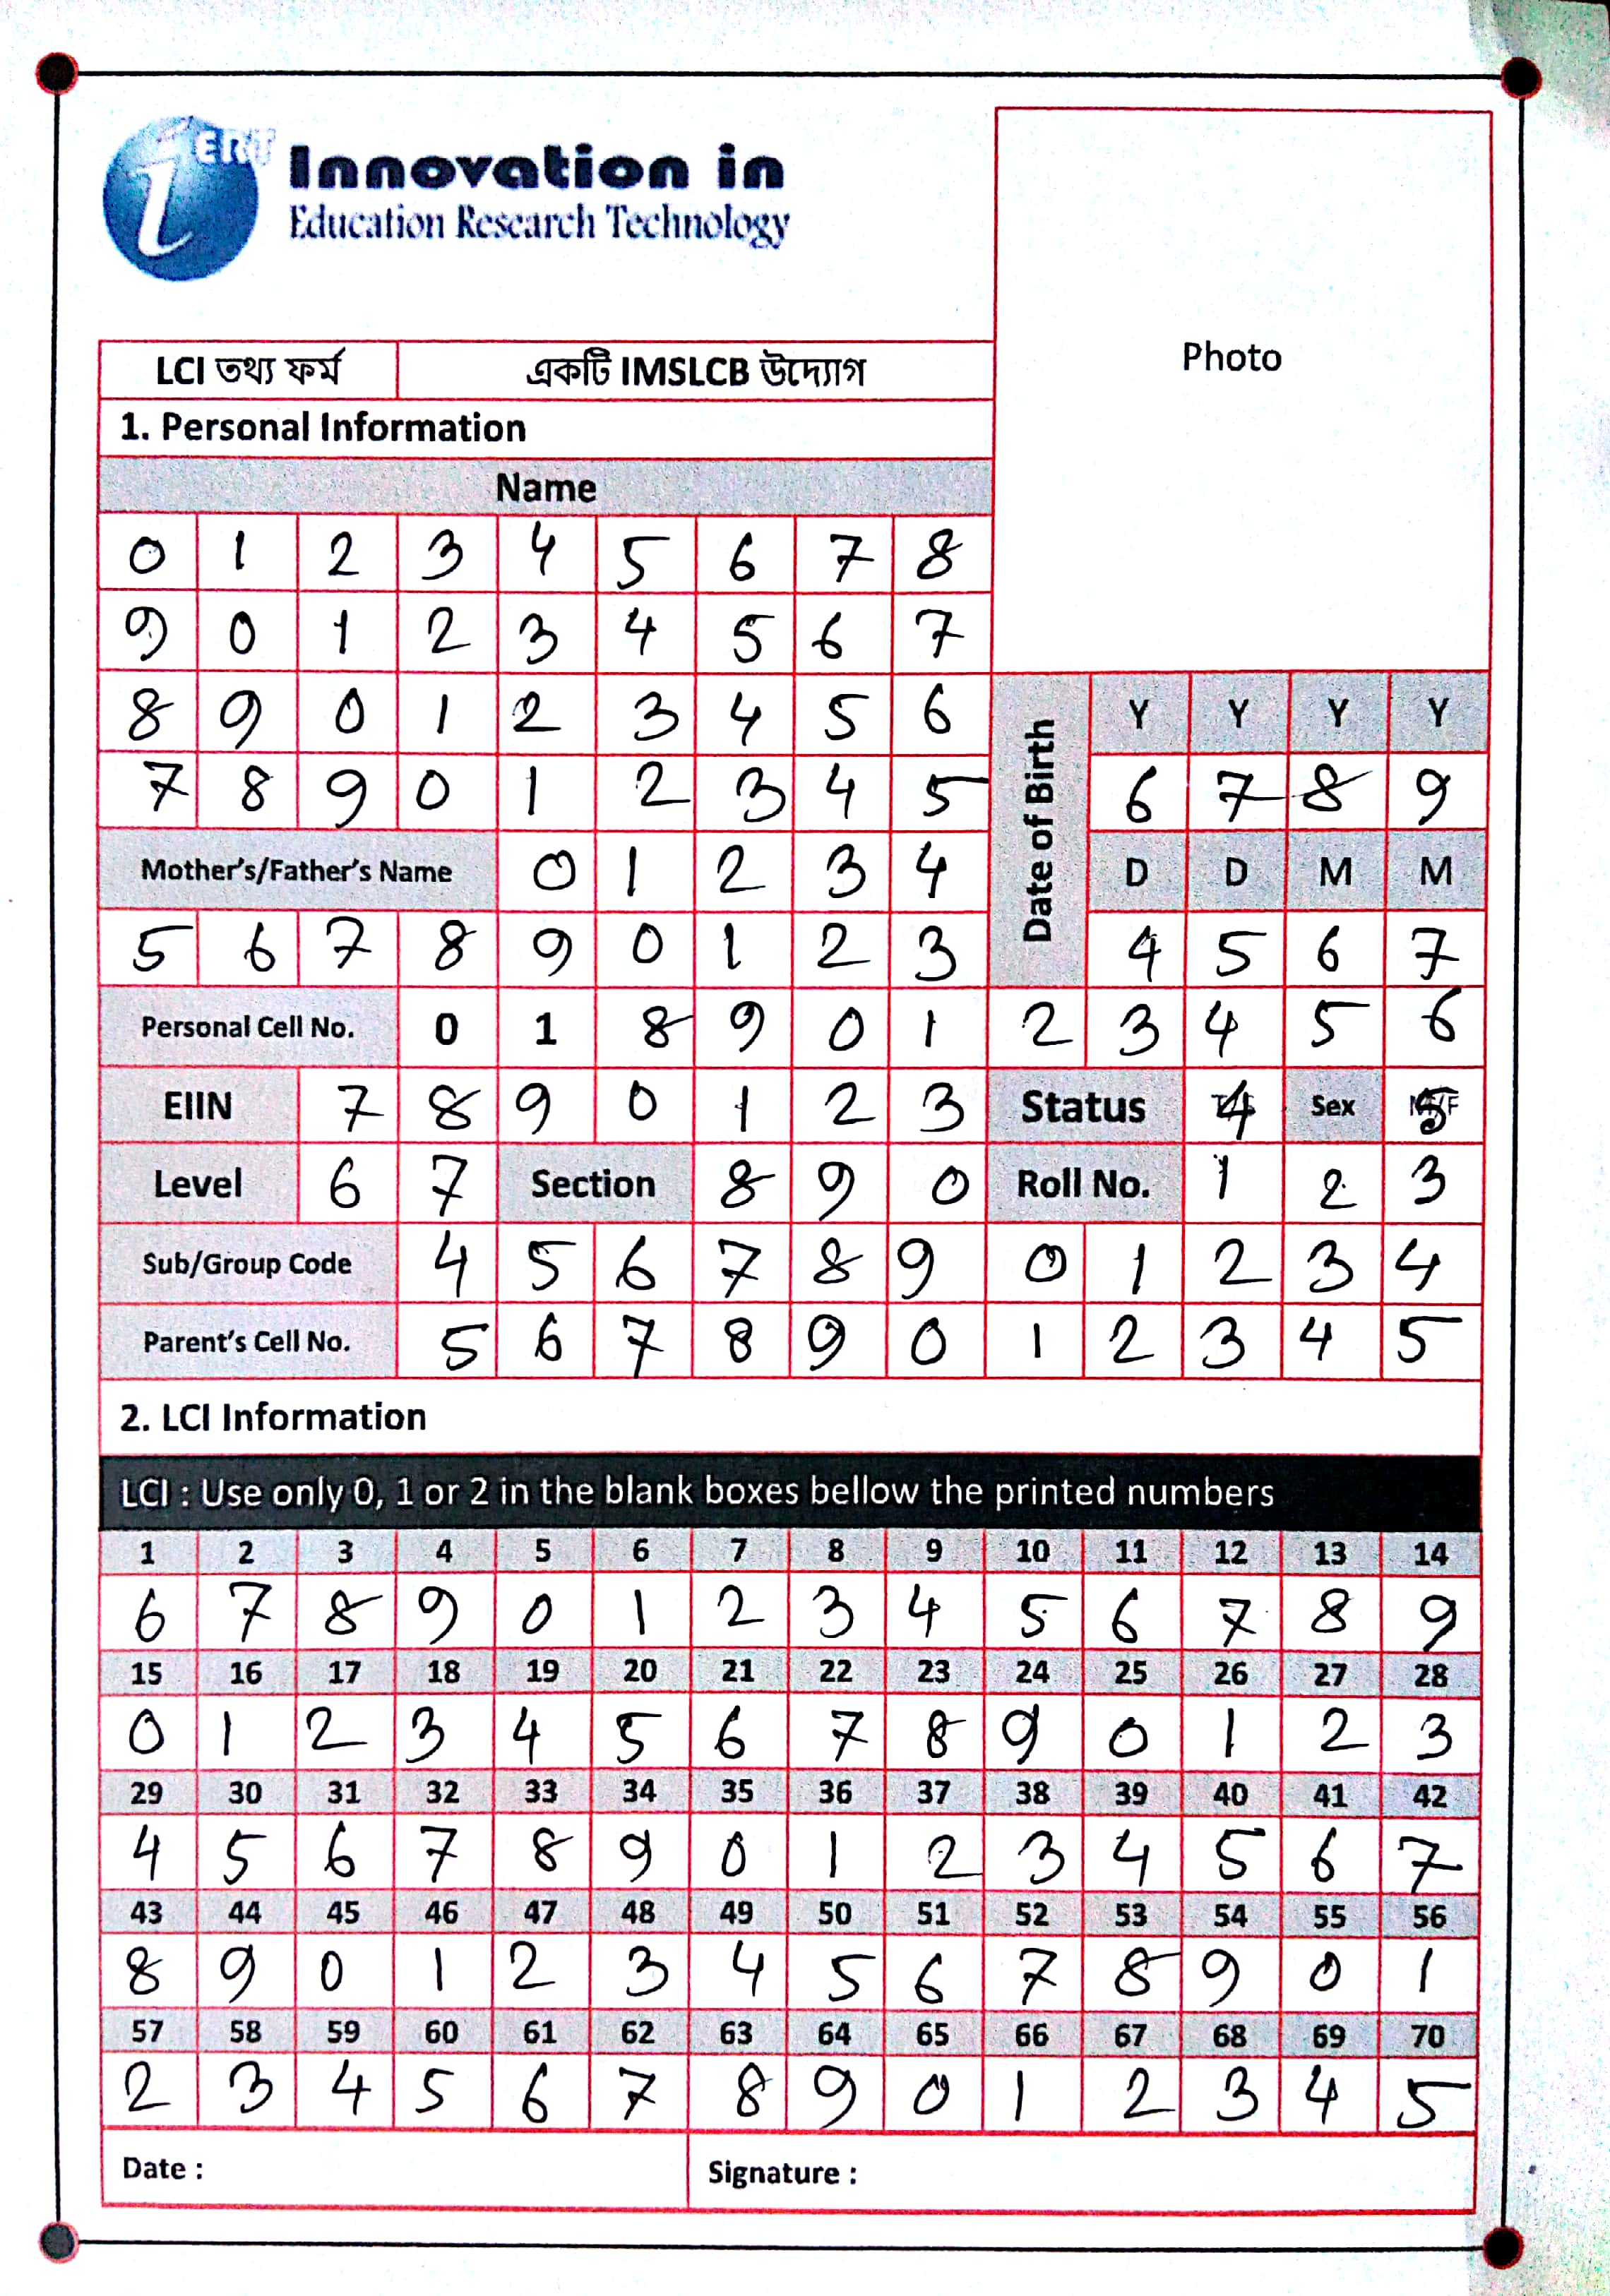 iERT Innovation in
Education Research Technology
Photo
LCI তথ্য ফর্ম একটি IMSLCB উদ্যোগ
1. Personal Information
Name
0 1 2 3 4 5 6 7 8
9 0 1 2 3 4 5 6 7
8 9 0 1 2 3 4 5 6
Date of Birth Y Y Y Y
7 8 9 0 1 2 3 4 5 6 7 8 9
Mother's/Father's Name 0 1 2 3 4 D D M M
5 6 7 8 9 0 1 2 3 4 5 6 7
Personal Cell No. 0 1 8 9 0 1 2 3 4 5 6
EIIN 7 8 9 0 1 2 3 Status 4 Sex 5
Level 6 7 Section 8 9 0 Roll No. 1 2 3
Sub/Group Code 4 5 6 7 8 9 0 1 2 3 4
Parent's Cell No. 5 6 7 8 9 0 1 2 3 4 5
2. LCI Information
LCI : Use only 0, 1 or 2 in the blank boxes bellow the printed numbers
1 2 3 4 5 6 7 8 9 10 11 12 13 14
6 7 8 9 0 1 2 3 4 5 6 7 8 9
15 16 17 18 19 20 21 22 23 24 25 26 27 28
0 1 2 3 4 5 6 7 8 9 0 1 2 3
29 30 31 32 33 34 35 36 37 38 39 40 41 42
4 5 6 7 8 9 0 1 2 3 4 5 6 7
43 44 45 46 47 48 49 50 51 52 53 54 55 56
8 9 0 1 2 3 4 5 6 7 8 9 0 1
57 58 59 60 61 62 63 64 65 66 67 68 69 70
2 3 4 5 6 7 8 9 0 1 2 3 4 5
Date : Signature :